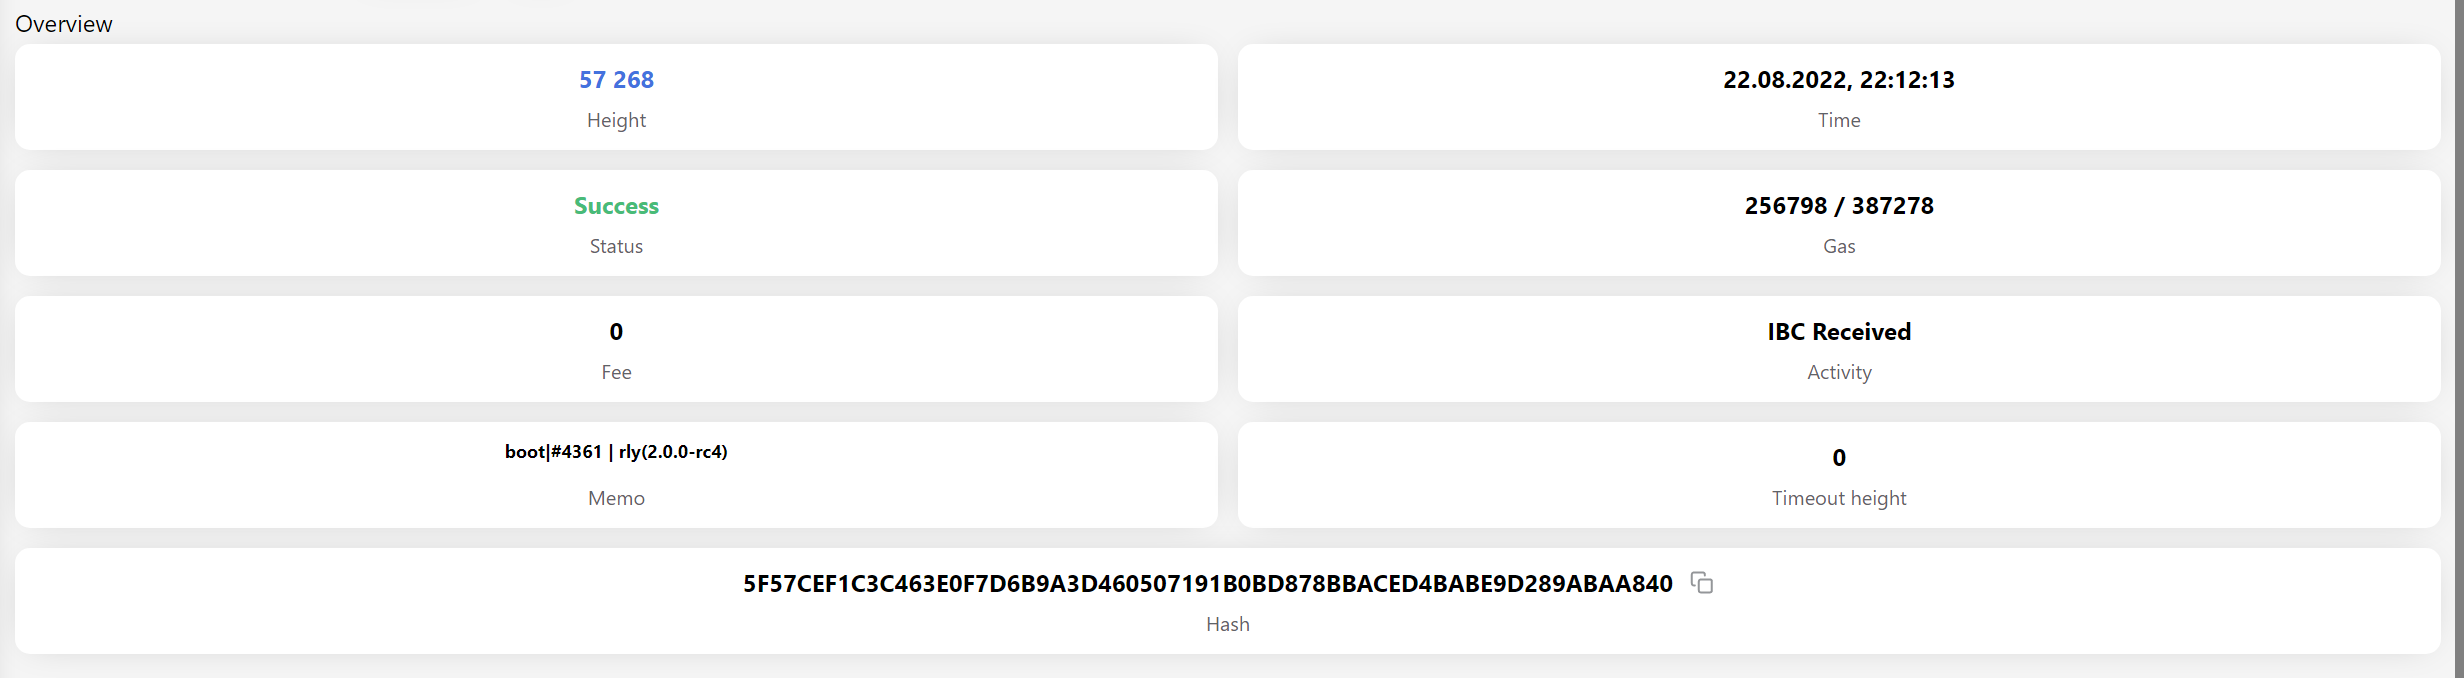 Overview
57 268
Height
22.08.2022, 22:12:13
Time
Success
Status
256798 / 387278
Gas
0
Fee
IBC Received
Activity
boot|#4361 | rly(2.0.0-rc4)
Memo
0
Timeout height
5F57CEF1C3C463E0F7D6B9A3D460507191B0BD878BBACED4BABE9D289ABAA840
Hash